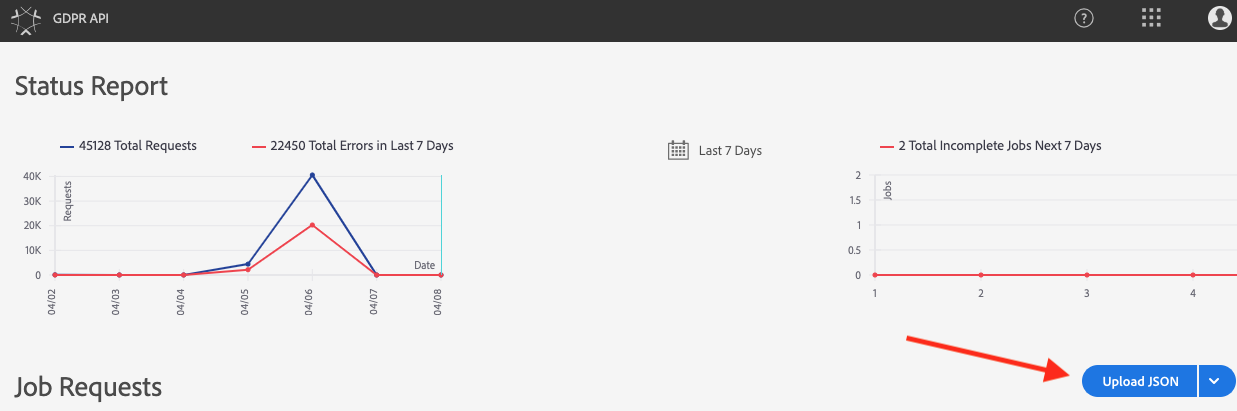 GDPR API
?
Status Report
45128 Total Requests
22450 Total Errors in Last 7 Days
Last 7 Days
2 Total Incomplete Jobs Next 7 Days
40K
30K
20K
10K
0
Requests
Date
04/02
04/03
04/04
04/05
04/06
04/07
04/08
2
1.5
1
0.5
0
Jobs
1
2
3
4
Job Requests
Upload JSON